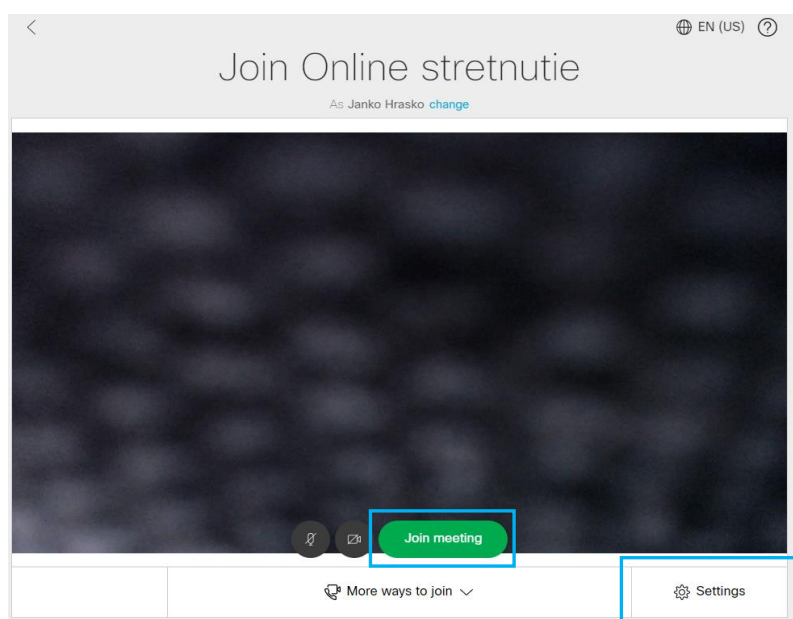 EN (US)
Join Online stretnutie
As Janko Hrasko change
Join meeting
More ways to join
Settings